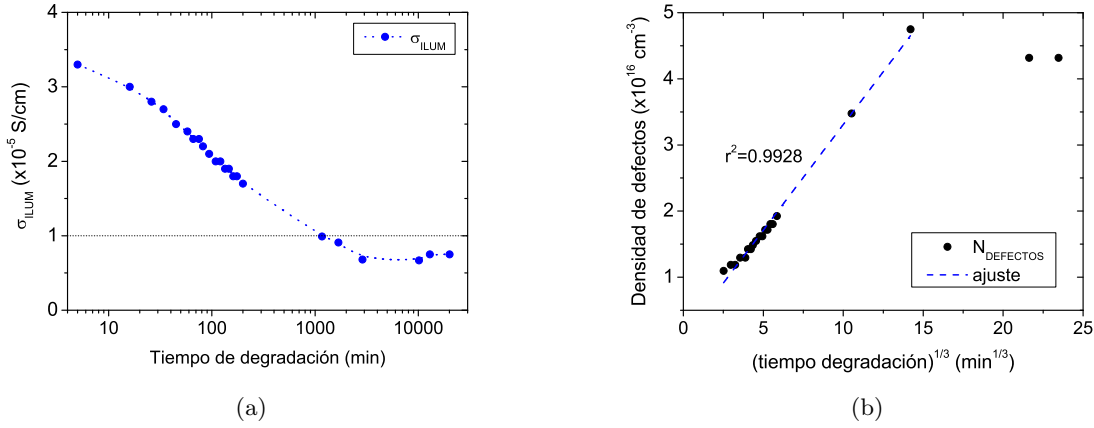 4
3
2
1
0
10
100
1000
10000
σILUM (x10-5 S/cm)
Tiempo de degradación (min)
σILUM
(a)
5
4
3
2
1
0
5
10
15
20
25
Densidad de defectos (x1016 cm-3)
(tiempo degradación)1/3 (min1/3)
r2=0.9928
NDEFECTOS
ajuste
(b)